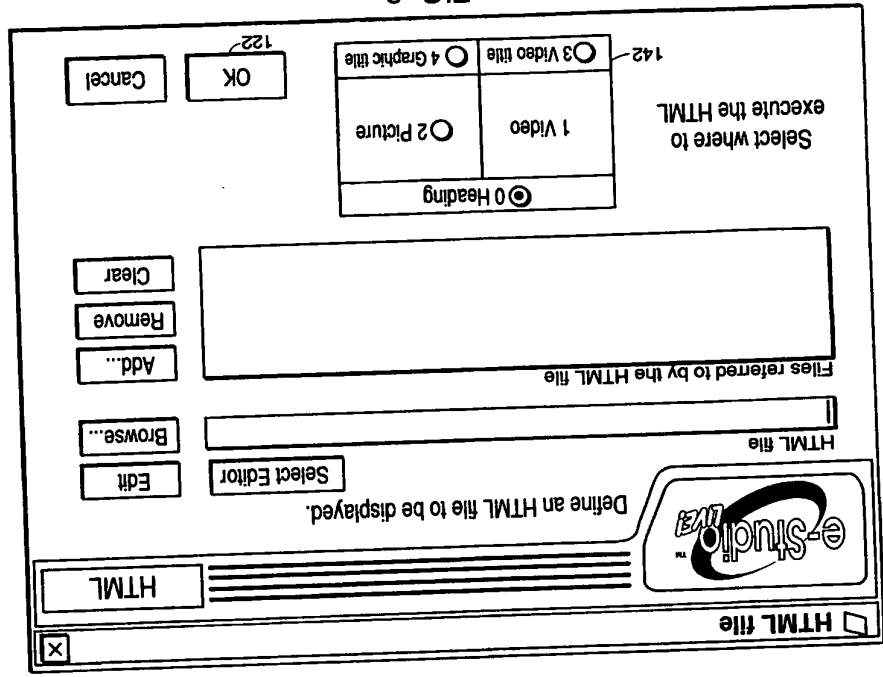 HTML file
X
HTML
e-Studio
LIVE! ™
Define an HTML file to be displayed.
Select Editor
Edit
HTML file
Browse...
Files referred to by the HTML file
Add...
Remove
Clear
Select where to
execute the HTML
0 Heading
1 Video
2 Picture
3 Video title
4 Graphic title
142
OK
122
Cancel